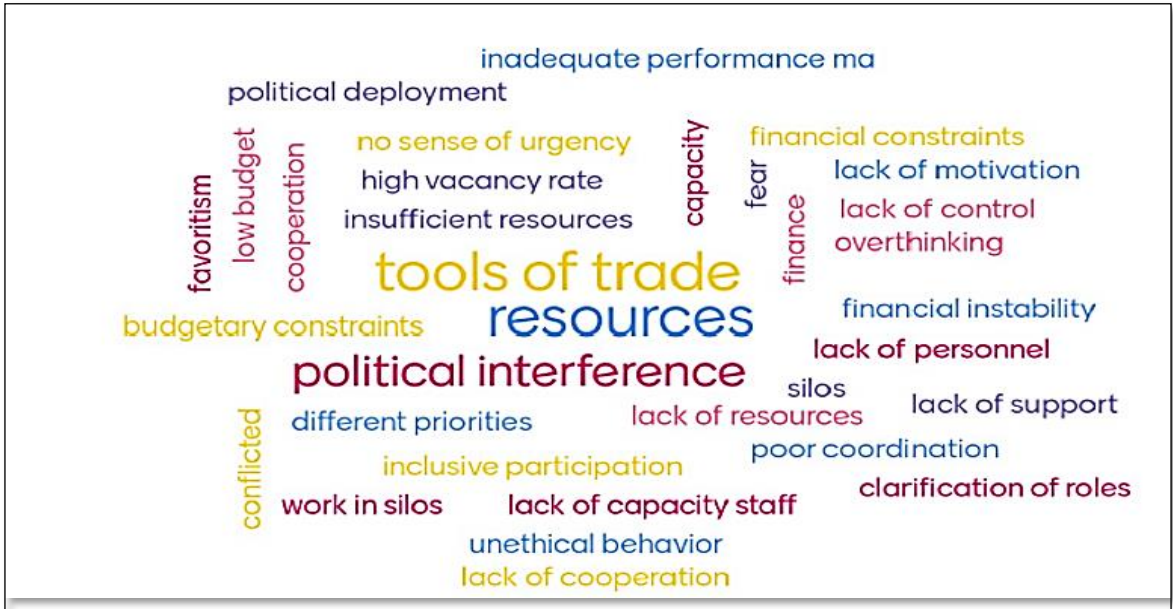 inadequate performance ma
political deployment
favoritism
low budget
cooperation
no sense of urgency
high vacancy rate
insufficient resources
capacity
fear
finance
financial constraints
lack of motivation
lack of control
overthinking
tools of trade
resources
political interference
budgetary constraints
financial instability
lack of personnel
silos
lack of support
conflicted
different priorities
lack of resources
poor coordination
inclusive participation
clarification of roles
work in silos
lack of capacity staff
unethical behavior
lack of cooperation